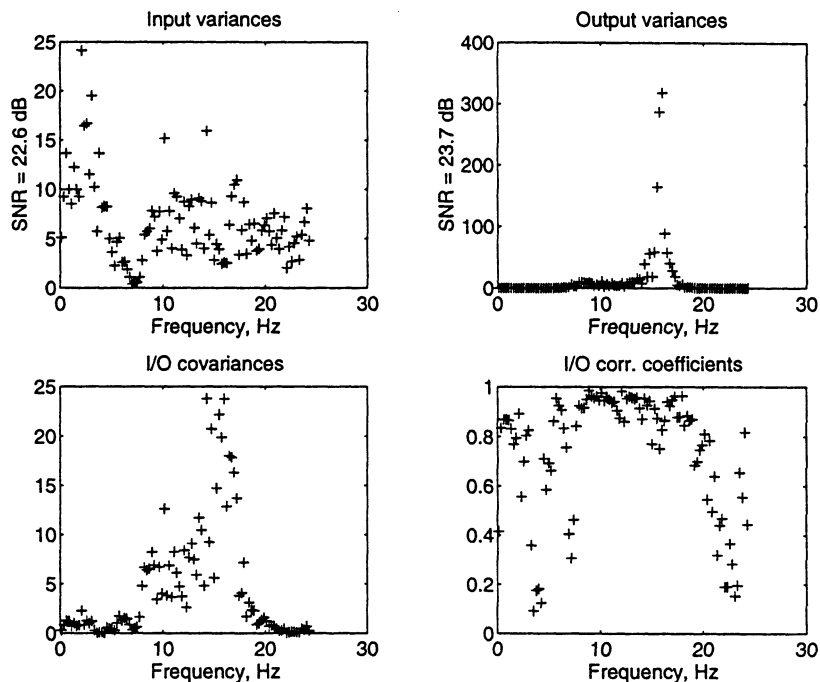 Input variances
25
20
15
10
5
0
SNR = 22.6 dB
0 10 20 30
Frequency, Hz
Output variances
400
300
200
100
0
SNR = 23.7 dB
0 10 20 30
Frequency, Hz
I/O covariances
25
20
15
10
5
0
0 10 20 30
Frequency, Hz
I/O corr. coefficients
1
0.8
0.6
0.4
0.2
0
0 10 20 30
Frequency, Hz